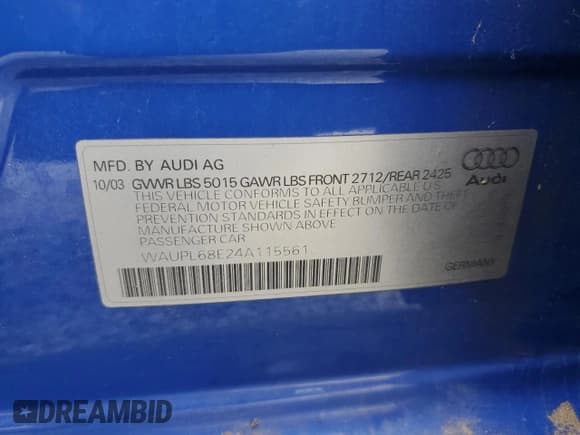 MFD. BY AUDI AG
10/03 GVWR LBS 5015 GAWR LBS FRONT 2712/REAR 2425
THIS VEHICLE CONFORMS TO ALL APPLICABLE U.S.
FEDERAL MOTOR VEHICLE SAFETY BUMPER AND THEFT
PREVENTION STANDARDS IN EFFECT ON THE DATE OF
MANUFACTURE SHOWN ABOVE
PASSENGER CAR
WAUPL68E24A115561
Audi
GERMANY
DREAMBID